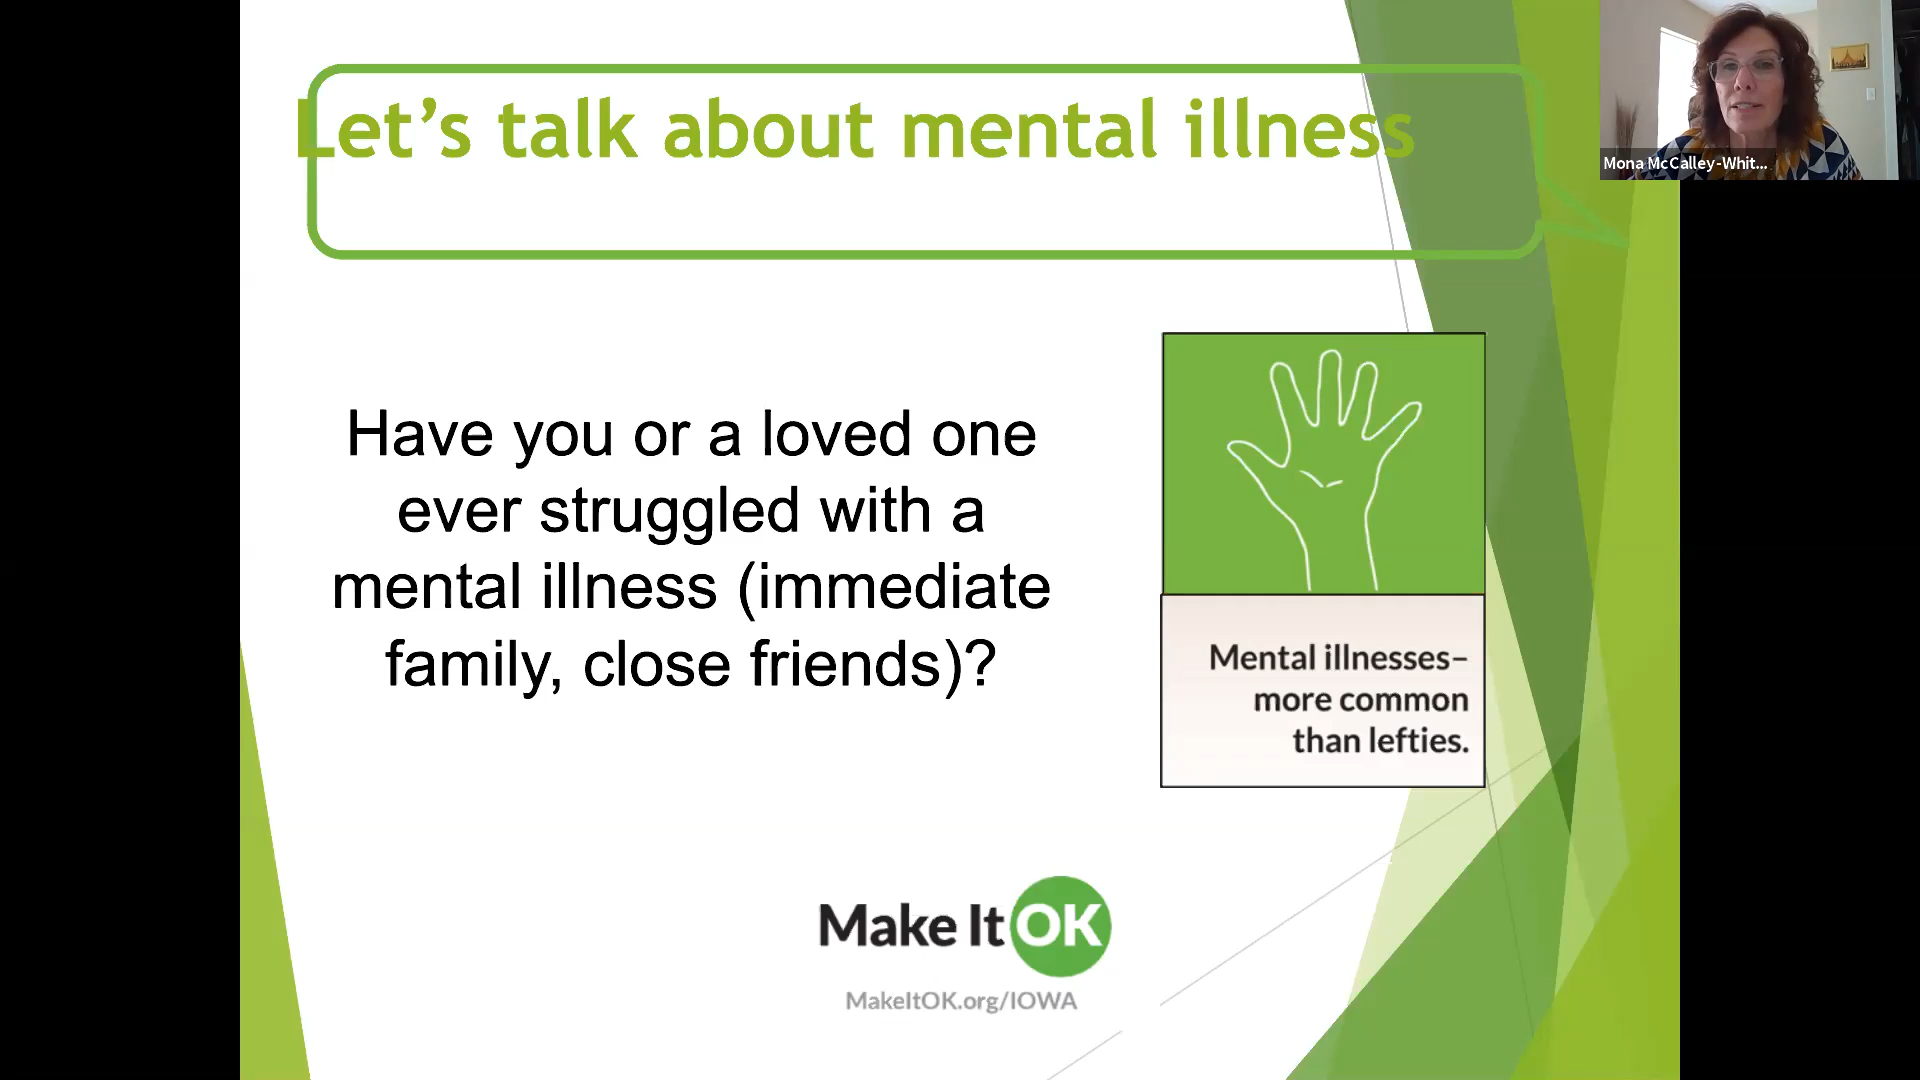 Let’s talk about mental illness
Mona McCalley-Whit...
Have you or a loved one
ever struggled with a
mental illness (immediate
family, close friends)?
Mental illnesses–
more common
than lefties.
Make It OK
MakeItOK.org/IOWA